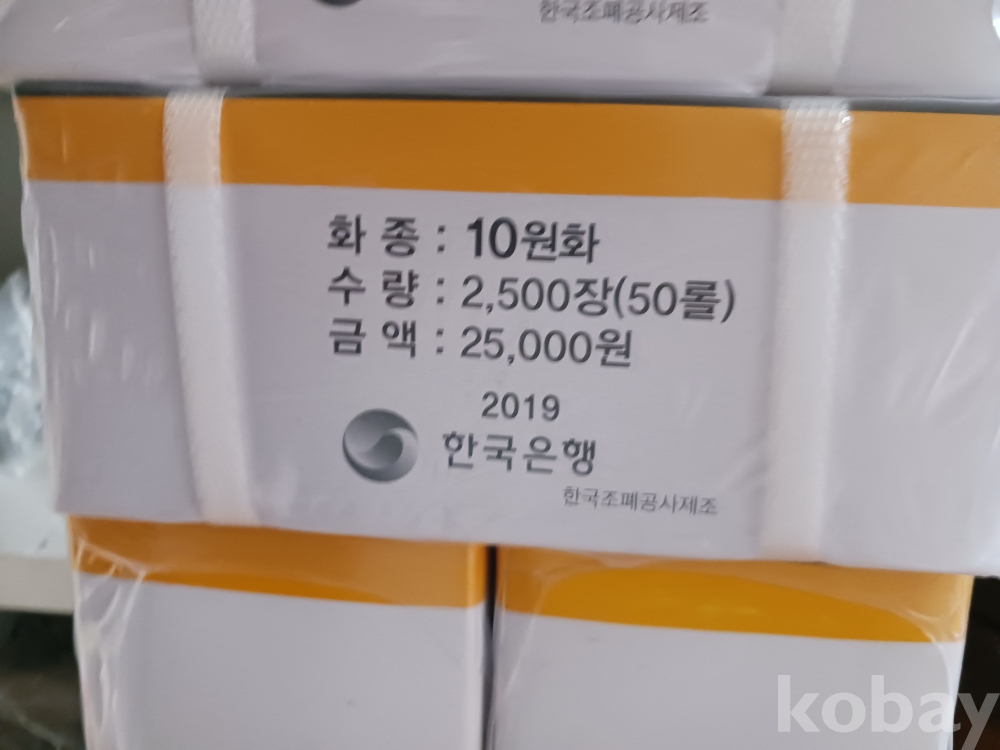 한국조폐공사제조
화 종 : 10원화
수 량 : 2,500장(50롤)
금 액 : 25,000원
2019
한국은행
한국조폐공사제조
kobay